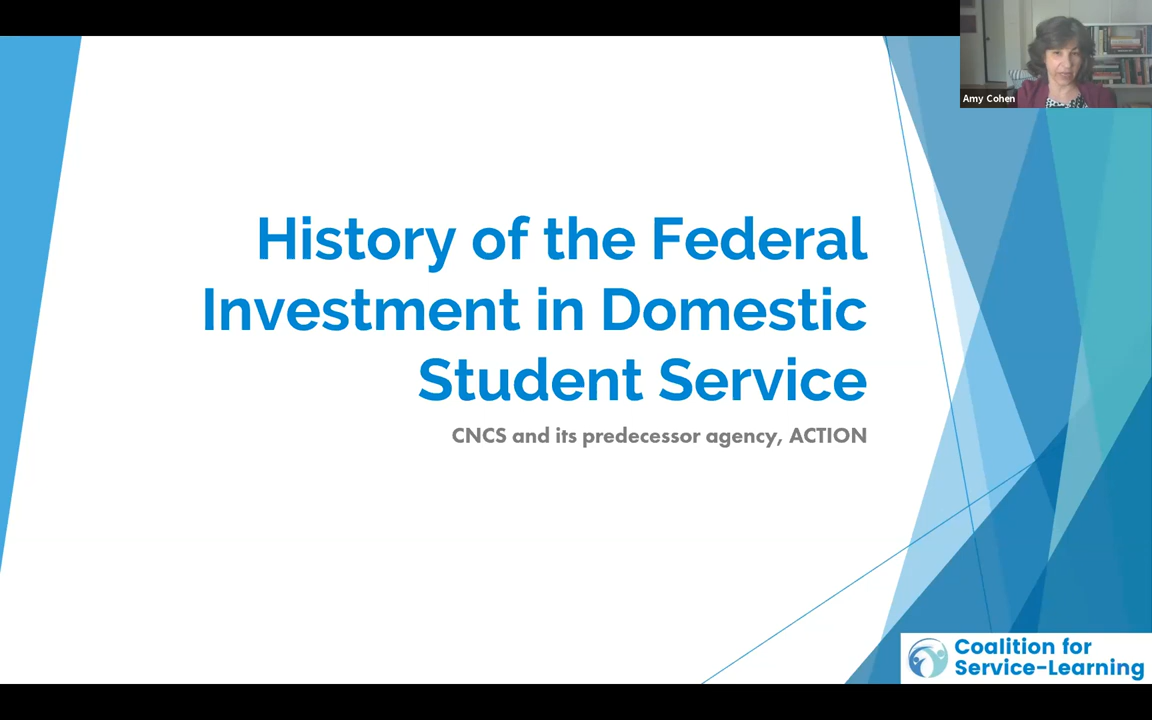 Amy Cohen
History of the Federal
Investment in Domestic
Student Service
CNCS and its predecessor agency, ACTION
Coalition for
Service-Learning